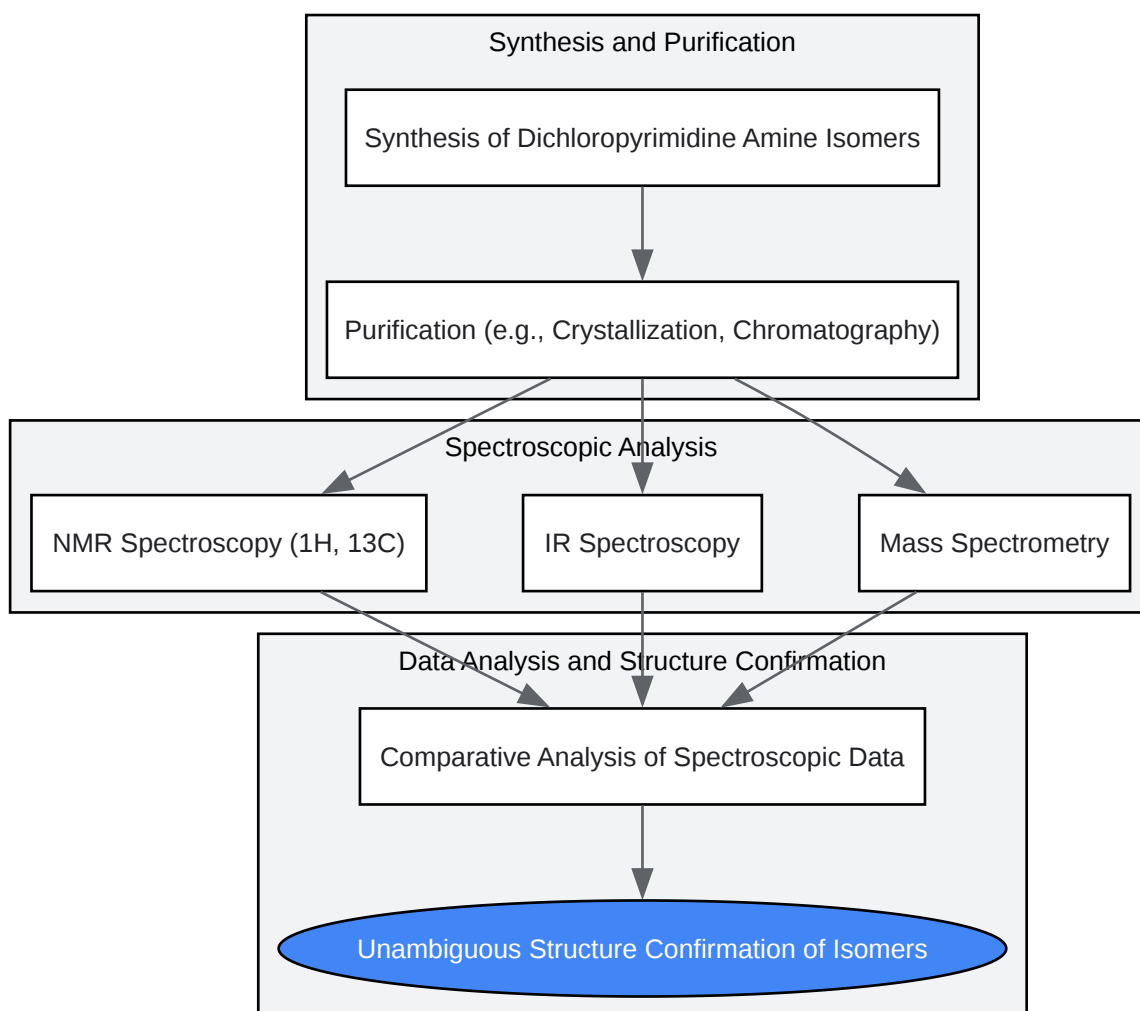 Synthesis and Purification
Synthesis of Dichloropyrimidine Amine Isomers
Purification (e.g., Crystallization, Chromatography)
Spectroscopic Analysis
NMR Spectroscopy (1H, 13C)
IR Spectroscopy
Mass Spectrometry
Data Analysis and Structure Confirmation
Comparative Analysis of Spectroscopic Data
Unambiguous Structure Confirmation of Isomers